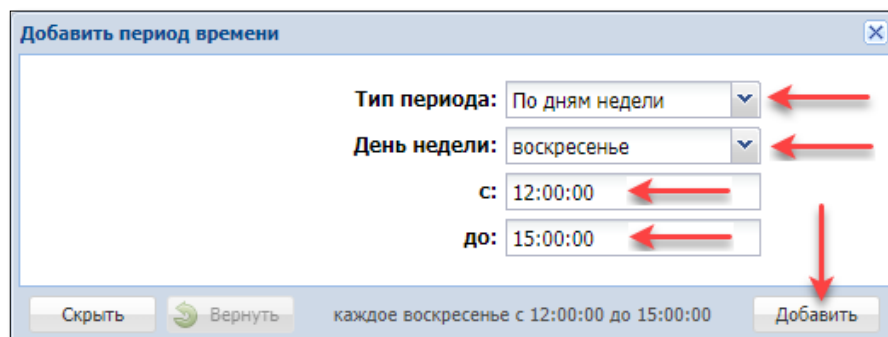 Добавить период времени
Тип периода: По дням недели
День недели: воскресенье
с: 12:00:00
до: 15:00:00
Скрыть Вернуть каждое воскресенье с 12:00:00 до 15:00:00 Добавить